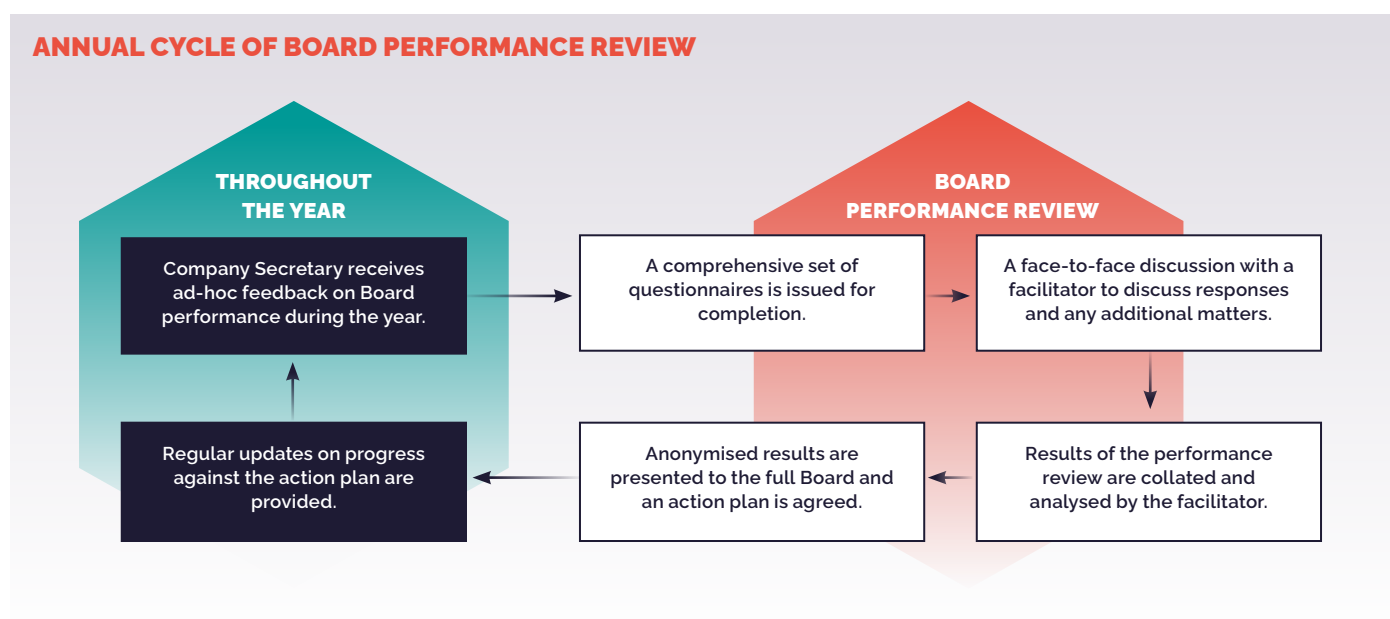 ANNUAL CYCLE OF BOARD PERFORMANCE REVIEW
THROUGHOUT
THE YEAR
Company Secretary receives
ad-hoc feedback on Board
performance during the year.
Regular updates on progress
against the action plan are
provided.
BOARD
PERFORMANCE REVIEW
A comprehensive set of
questionnaires is issued for
completion.
A face-to-face discussion with a
facilitator to discuss responses
and any additional matters.
Anonymised results are
presented to the full Board and
an action plan is agreed.
Results of the performance
review are collated and
analysed by the facilitator.